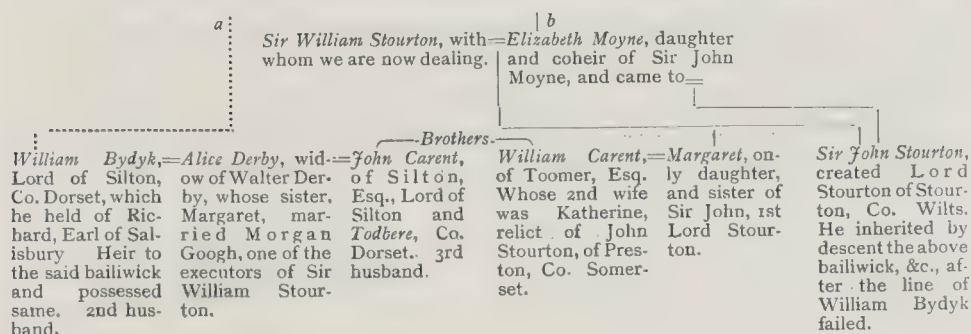 a
b
Sir William Stourton, with=Elizabeth Moyne, daughter
whom we are now dealing. and coheir of Sir John
Moyne, and came to=
Brothers
William Bydyk,=
Lord of Silton,
Co. Dorset, which
he held of Ric-
hard, Earl of Sal-
isbury Heir to
the said bailiwick
and possessed
same. 2nd hus-
band.
Alice Derby, wid-=
ow of Walter Der-
by, whose sister,
Margaret, mar-
ried Morgan
Googh, one of the
executors of Sir
William Stour-
ton.
John Carent,
of Silton,
Esq., Lord of
Silton and
Todbere, Co.
Dorset. 3rd
husband.
William Carent,=
of Toomer, Esq.
Whose 2nd wife
was Katherine,
relict of John
Stourton, of Pres-
ton, Co. Somer-
set.
Margaret, on-
ly daughter,
and sister of
Sir John, 1st
Lord Stour-
ton.
Sir John Stourton,
created Lord
Stourton of Stour-
ton, Co. Wilts.
He inherited by
descent the above
bailiwick, &c., af-
ter the line of
William Bydyk
failed.